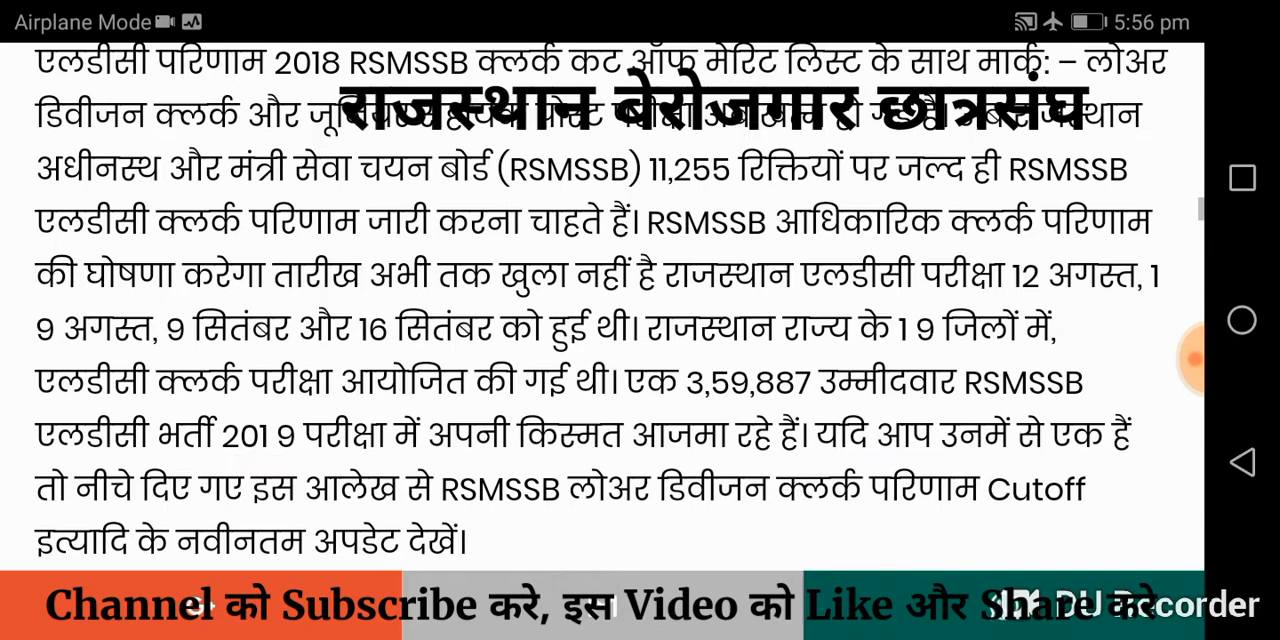 Airplane Mode 5:56 pm
एलडीसी परिणाम 2018 RSMSSB क्लर्क कट ऑफ मेरिट लिस्ट के साथ मार्क: – लोअर
राजस्थान बेरोजगार छात्रसंघ
डिवीजन क्लर्क और पोस्ट
अधीनस्थ और मंत्री सेवा चयन बोर्ड (RSMSSB) 11,255 रिक्तियों पर जल्द ही RSMSSB
एलडीसी क्लर्क परिणाम जारी करना चाहते हैं। RSMSSB आधिकारिक क्लर्क परिणाम
की घोषणा करेगा तारीख अभी तक खुला नहीं है राजस्थान एलडीसी परीक्षा 12 अगस्त, 1
9 अगस्त, 9 सितंबर और 16 सितंबर को हुई थी। राजस्थान राज्य के 1 9 जिलों में,
एलडीसी क्लर्क परीक्षा आयोजित की गई थी। एक 3,59,887 उम्मीदवार RSMSSB
एलडीसी भर्ती 201 9 परीक्षा में अपनी किस्मत आजमा रहे हैं। यदि आप उनमें से एक हैं
तो नीचे दिए गए इस आलेख से RSMSSB लोअर डिवीजन क्लर्क परिणाम Cutoff
इत्यादि के नवीनतम अपडेट देखें।
Channel को Subscribe करे, इस Video को Like और Share करे
DU Recorder